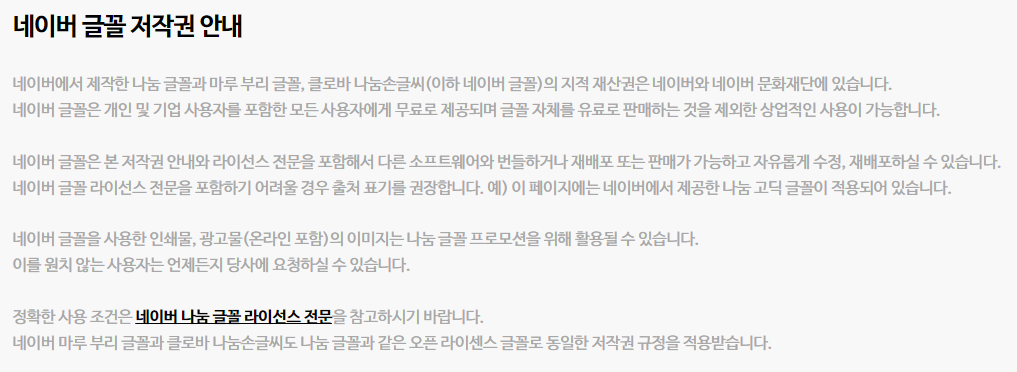 네이버 글꼴 저작권 안내
네이버에서 제작한 나눔 글꼴과 마루 부리 글꼴, 클로바 나눔손글씨(이하 네이버 글꼴)의 지적 재산권은 네이버와 네이버 문화재단에 있습니다.
네이버 글꼴은 개인 및 기업 사용자를 포함한 모든 사용자에게 무료로 제공되며 글꼴 자체를 유료로 판매하는 것을 제외한 상업적인 사용이 가능합니다.
네이버 글꼴은 본 저작권 안내와 라이선스 전문을 포함해서 다른 소프트웨어와 번들하거나 재배포 또는 판매가 가능하고 자유롭게 수정, 재배포하실 수 있습니다.
네이버 글꼴 라이선스 전문을 포함하기 어려울 경우 출처 표기를 권장합니다. 예) 이 페이지에는 네이버에서 제공한 나눔 고딕 글꼴이 적용되어 있습니다.
네이버 글꼴을 사용한 인쇄물, 광고물(온라인 포함)의 이미지는 나눔 글꼴 프로모션을 위해 활용될 수 있습니다.
이를 원치 않는 사용자는 언제든지 당사에 요청하실 수 있습니다.
정확한 사용 조건은 네이버 나눔 글꼴 라이선스 전문을 참고하시기 바랍니다.
네이버 마루 부리 글꼴과 클로바 나눔손글씨도 나눔 글꼴과 같은 오픈 라이센스 글꼴로 동일한 저작권 규정을 적용받습니다.